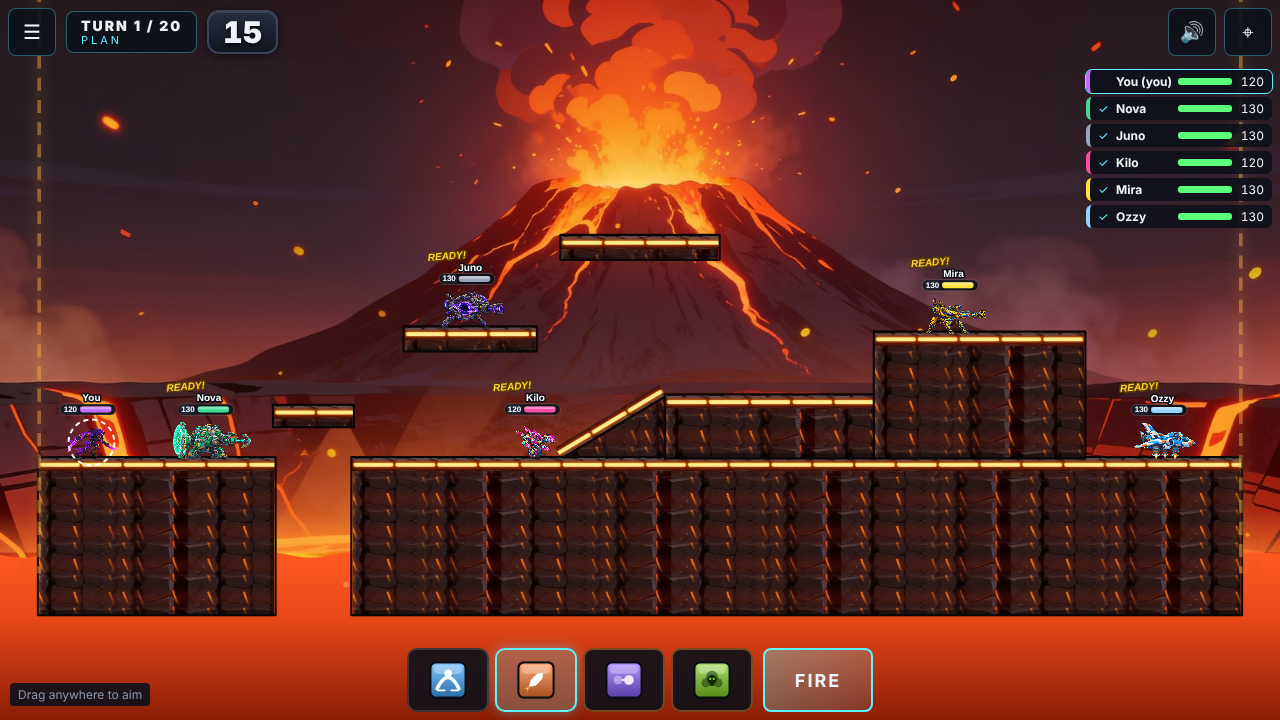 TURN 1 / 20
PLAN
15
You (you) 120
Nova 130
Juno 130
Kilo 120
Mira 130
Ozzy 130
READY!
Juno
130
READY!
Mira
130
You
120
READY!
Nova
130
READY!
Kilo
120
READY!
Ozzy
130
FIRE
Drag anywhere to aim